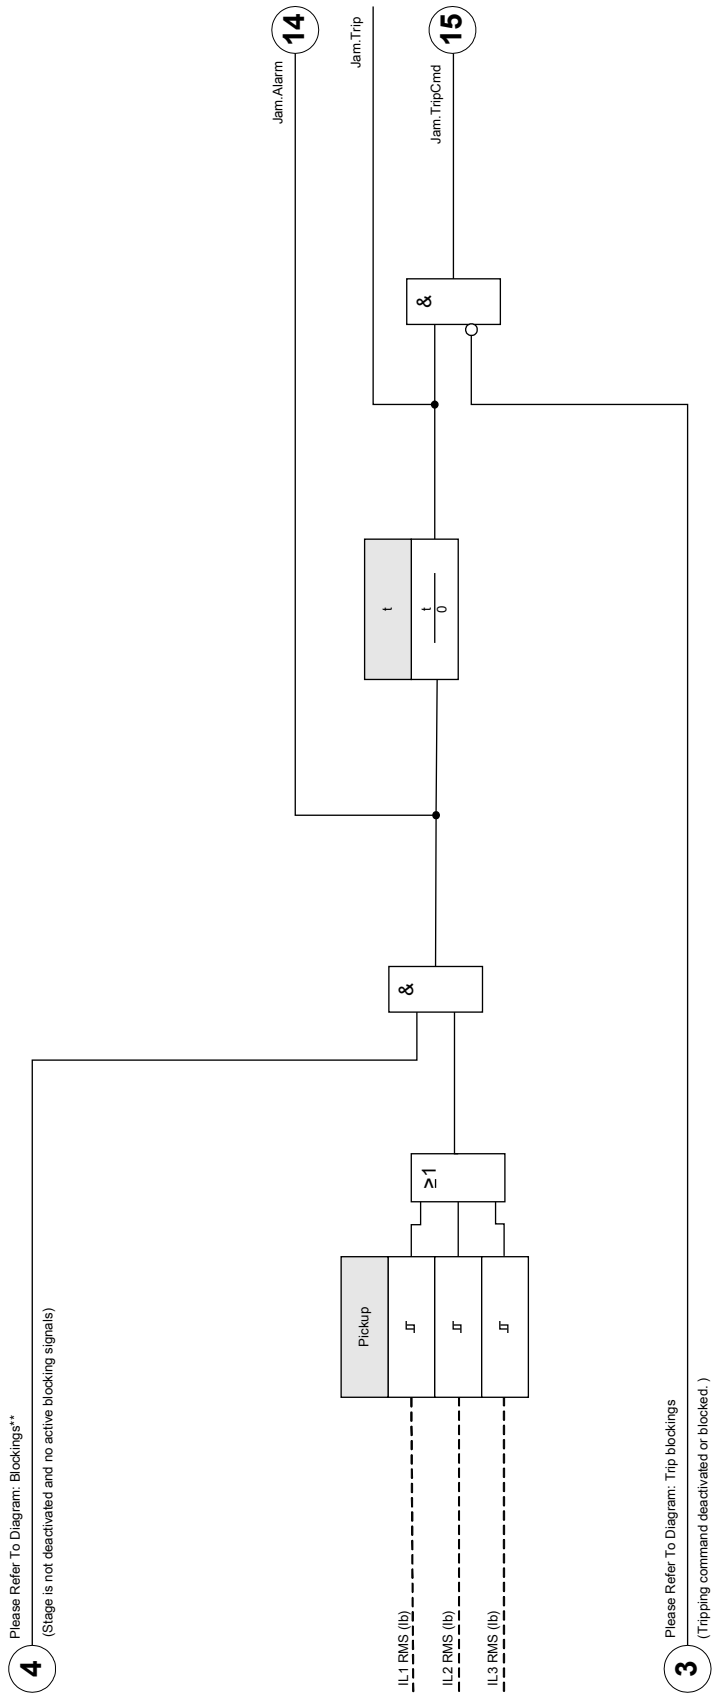 4
Please Refer To Diagram: Blockings**
(Stage is not deactivated and no active blocking signals)
14
Jam.Alarm
Jam.Trip
15
Jam.TripCmd
Pickup
IL1 RMS (Ib)
IL2 RMS (Ib)
IL3 RMS (Ib)
≥1
&
t
t
0
&
3
Please Refer To Diagram: Trip blockings
(Tripping command deactivated or blocked. )